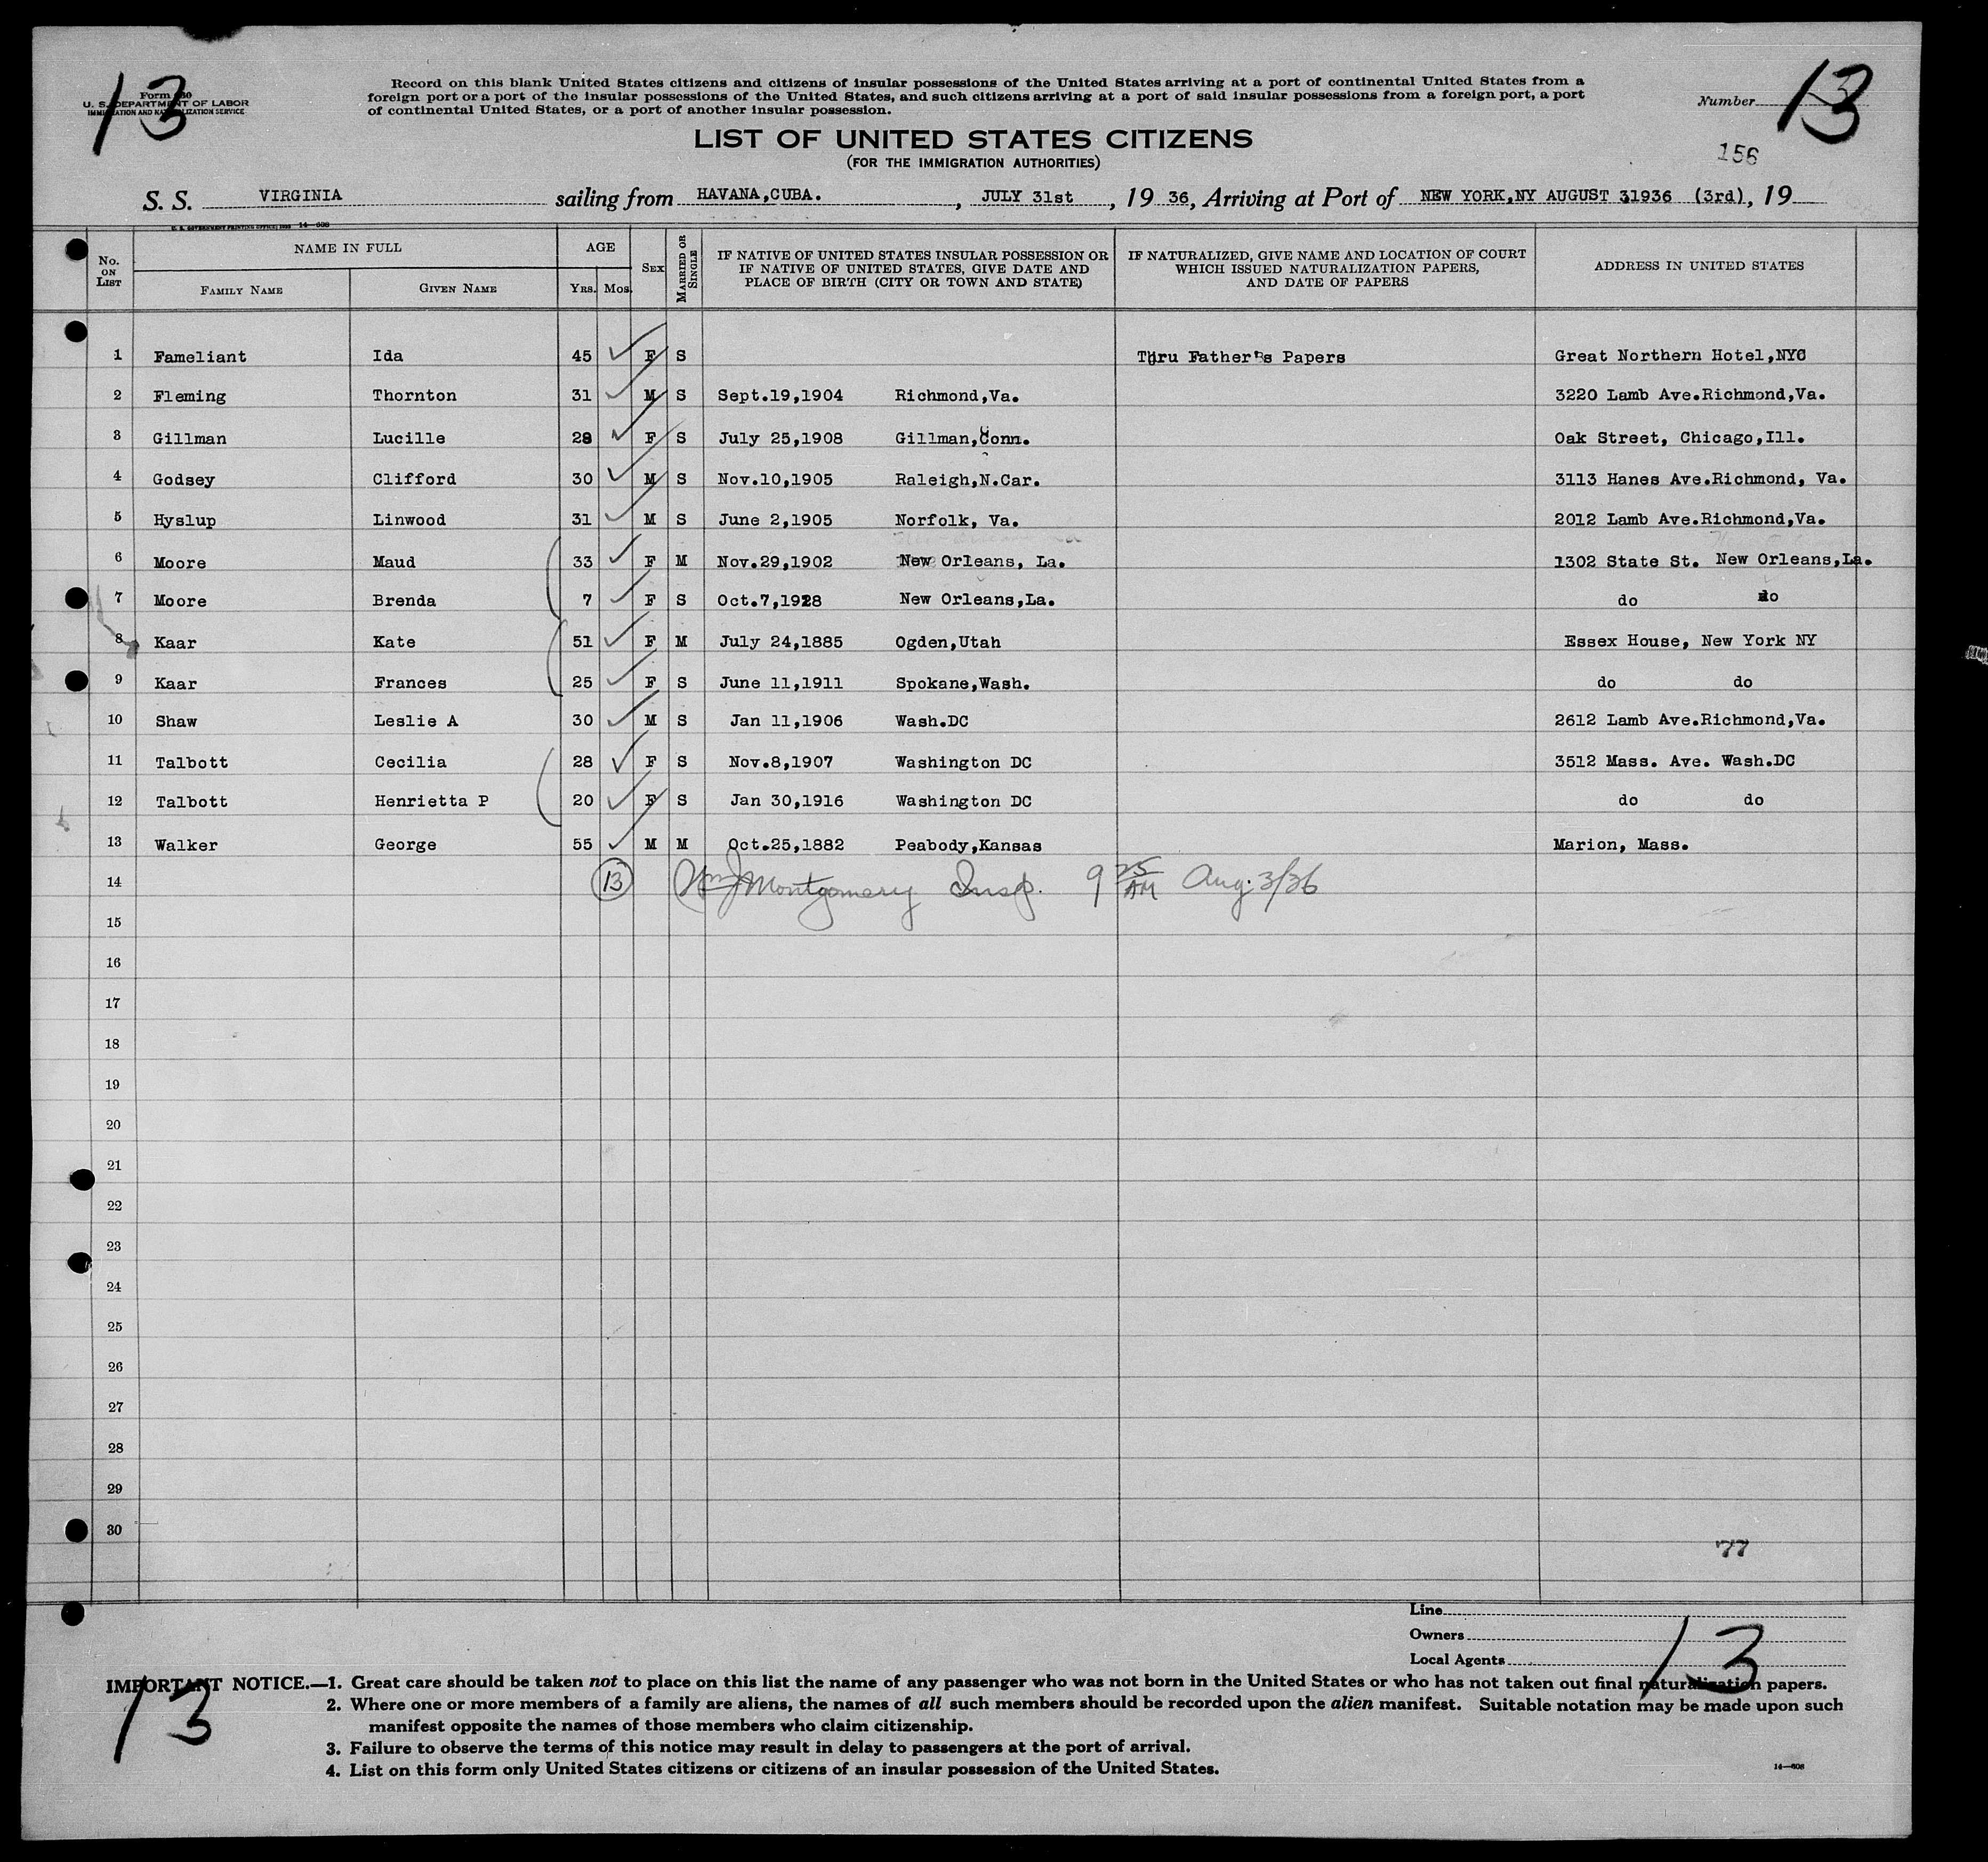 13
Form 630
U. S. DEPARTMENT OF LABOR
IMMIGRATION AND NATURALIZATION SERVICE
Record on this blank United States citizens and citizens of insular possessions of the United States arriving at a port of continental United States from a
foreign port or a port of the insular possessions of the United States, and such citizens arriving at a port of said insular possessions from a foreign port, a port
of continental United States, or a port of another insular possession.
Number 13
LIST OF UNITED STATES CITIZENS
(FOR THE IMMIGRATION AUTHORITIES)
156
S. S. VIRGINIA sailing from HAVANA,CUBA. , JULY 31st , 19 36, Arriving at Port of NEW YORK,NY AUGUST 31936 (3rd), 19
14-608
No. ON LIST NAME IN FULL AGE SEX MARRIED OR SINGLE IF NATIVE OF UNITED STATES INSULAR POSSESSION OR IF NATIVE OF UNITED STATES, GIVE DATE AND PLACE OF BIRTH (CITY OR TOWN AND STATE) IF NATURALIZED, GIVE NAME AND LOCATION OF COURT WHICH ISSUED NATURALIZATION PAPERS, AND DATE OF PAPERS ADDRESS IN UNITED STATES
FAMILY NAME GIVEN NAME YRS. MOS.
1 Fameliant Ida 45 F S Thru Father's Papers Great Northern Hotel,NYC
2 Fleming Thornton 31 M S Sept.19,1904 Richmond,Va. 3220 Lamb Ave.Richmond,Va.
3 Gillman Lucille 28 F S July 25,1908 Gillman,Conn. Oak Street, Chicago,Ill.
4 Godsey Clifford 30 M S Nov.10,1905 Raleigh,N.Car. 3113 Hanes Ave.Richmond, Va.
5 Hyslup Linwood 31 M S June 2,1905 Norfolk, Va. 2012 Lamb Ave.Richmond,Va.
6 Moore Maud 33 F M Nov.29,1902 New Orleans, La. 1302 State St. New Orleans,La.
7 Moore Brenda 7 F S Oct.7,1928 New Orleans,La. do do
8 Kaar Kate 51 F M July 24,1885 Ogden,Utah Essex House, New York NY
9 Kaar Frances 25 F S June 11,1911 Spokane,Wash. do do
10 Shaw Leslie A 30 M S Jan 11,1906 Wash.DC 2612 Lamb Ave.Richmond,Va.
11 Talbott Cecilia 28 F S Nov.8,1907 Washington DC 3512 Mass. Ave. Wash.DC
12 Talbott Henrietta P 20 F S Jan 30,1916 Washington DC do do
13 Walker George 55 M M Oct.25,1882 Peabody,Kansas Marion, Mass.
14 13 Wm J Montgomery Insp. 9 25 AM Aug. 3/36
15
16
17
18
19
20
21
22
23
24
25
26
27
28
29
30
77
Line
Owners
Local Agents
13
IMPORTANT NOTICE.—1. Great care should be taken not to place on this list the name of any passenger who was not born in the United States or who has not taken out final naturalization papers.
2. Where one or more members of a family are aliens, the names of all such members should be recorded upon the alien manifest. Suitable notation may be made upon such
manifest opposite the names of those members who claim citizenship.
3. Failure to observe the terms of this notice may result in delay to passengers at the port of arrival.
4. List on this form only United States citizens or citizens of an insular possession of the United States.
13
14—608